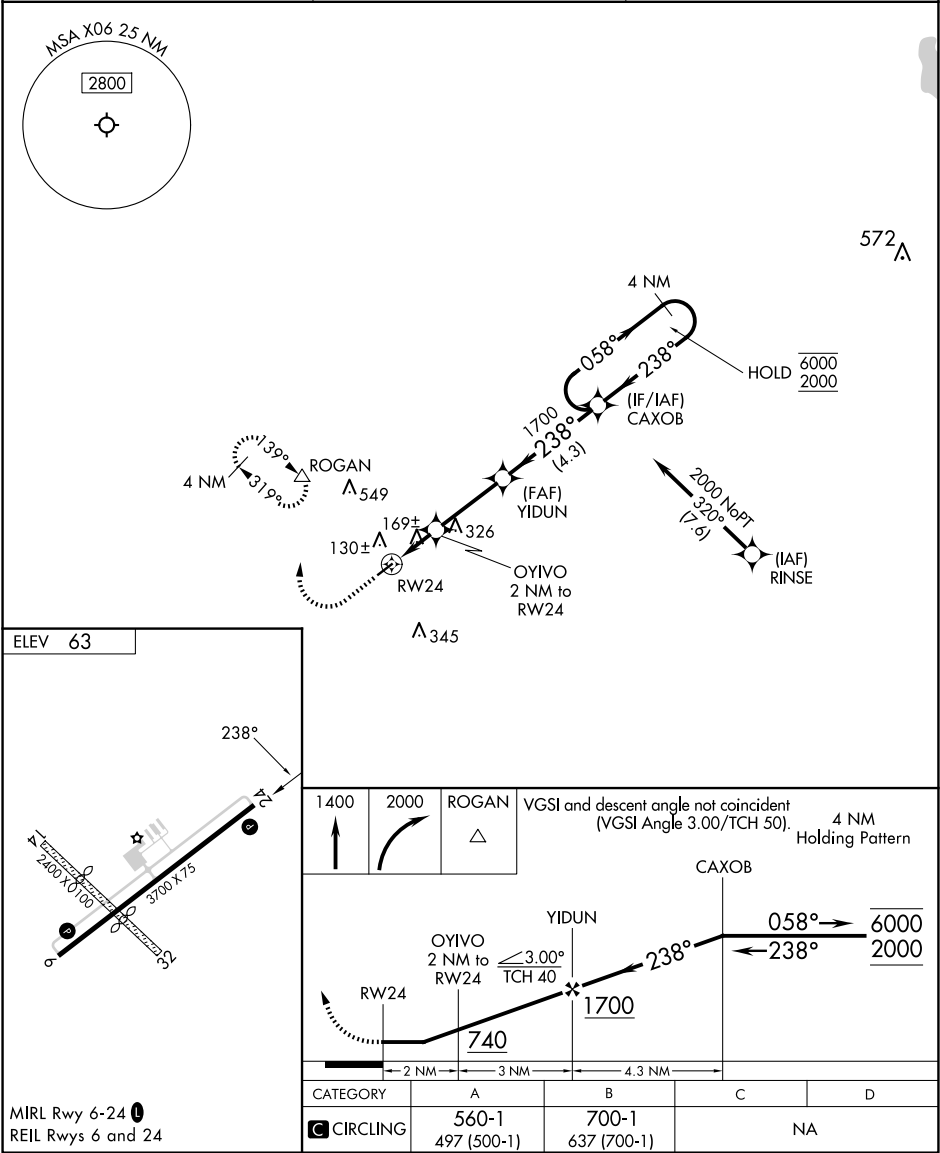 MSA X06 25 NM
2800
572
4 NM
058°
238°
HOLD 6000
2000
(IF/IAF)
CAXOB
1700
238°
(4.3)
139°
319°
4 NM
ROGAN
549
(FAF)
YIDUN
2000 NoPT
320°
(7.6)
(IAF)
RINSE
169±
326
130±
RW24
OYIVO
2 NM to
RW24
345
ELEV 63
238°
24
14
2400 X 100
3700 X 75
P
P
6
32
MIRL Rwy 6-24 L
REIL Rwys 6 and 24
1400
2000
ROGAN
VGSI and descent angle not coincident
(VGSI Angle 3.00/TCH 50).
4 NM
Holding Pattern
CAXOB
058°
238°
6000
2000
YIDUN
238°
OYIVO
2 NM to
RW24
3.00°
TCH 40
RW24
1700
740
2 NM
3 NM
4.3 NM
CATEGORY A B C D
C CIRCLING 560-1 700-1 NA
497 (500-1) 637 (700-1)